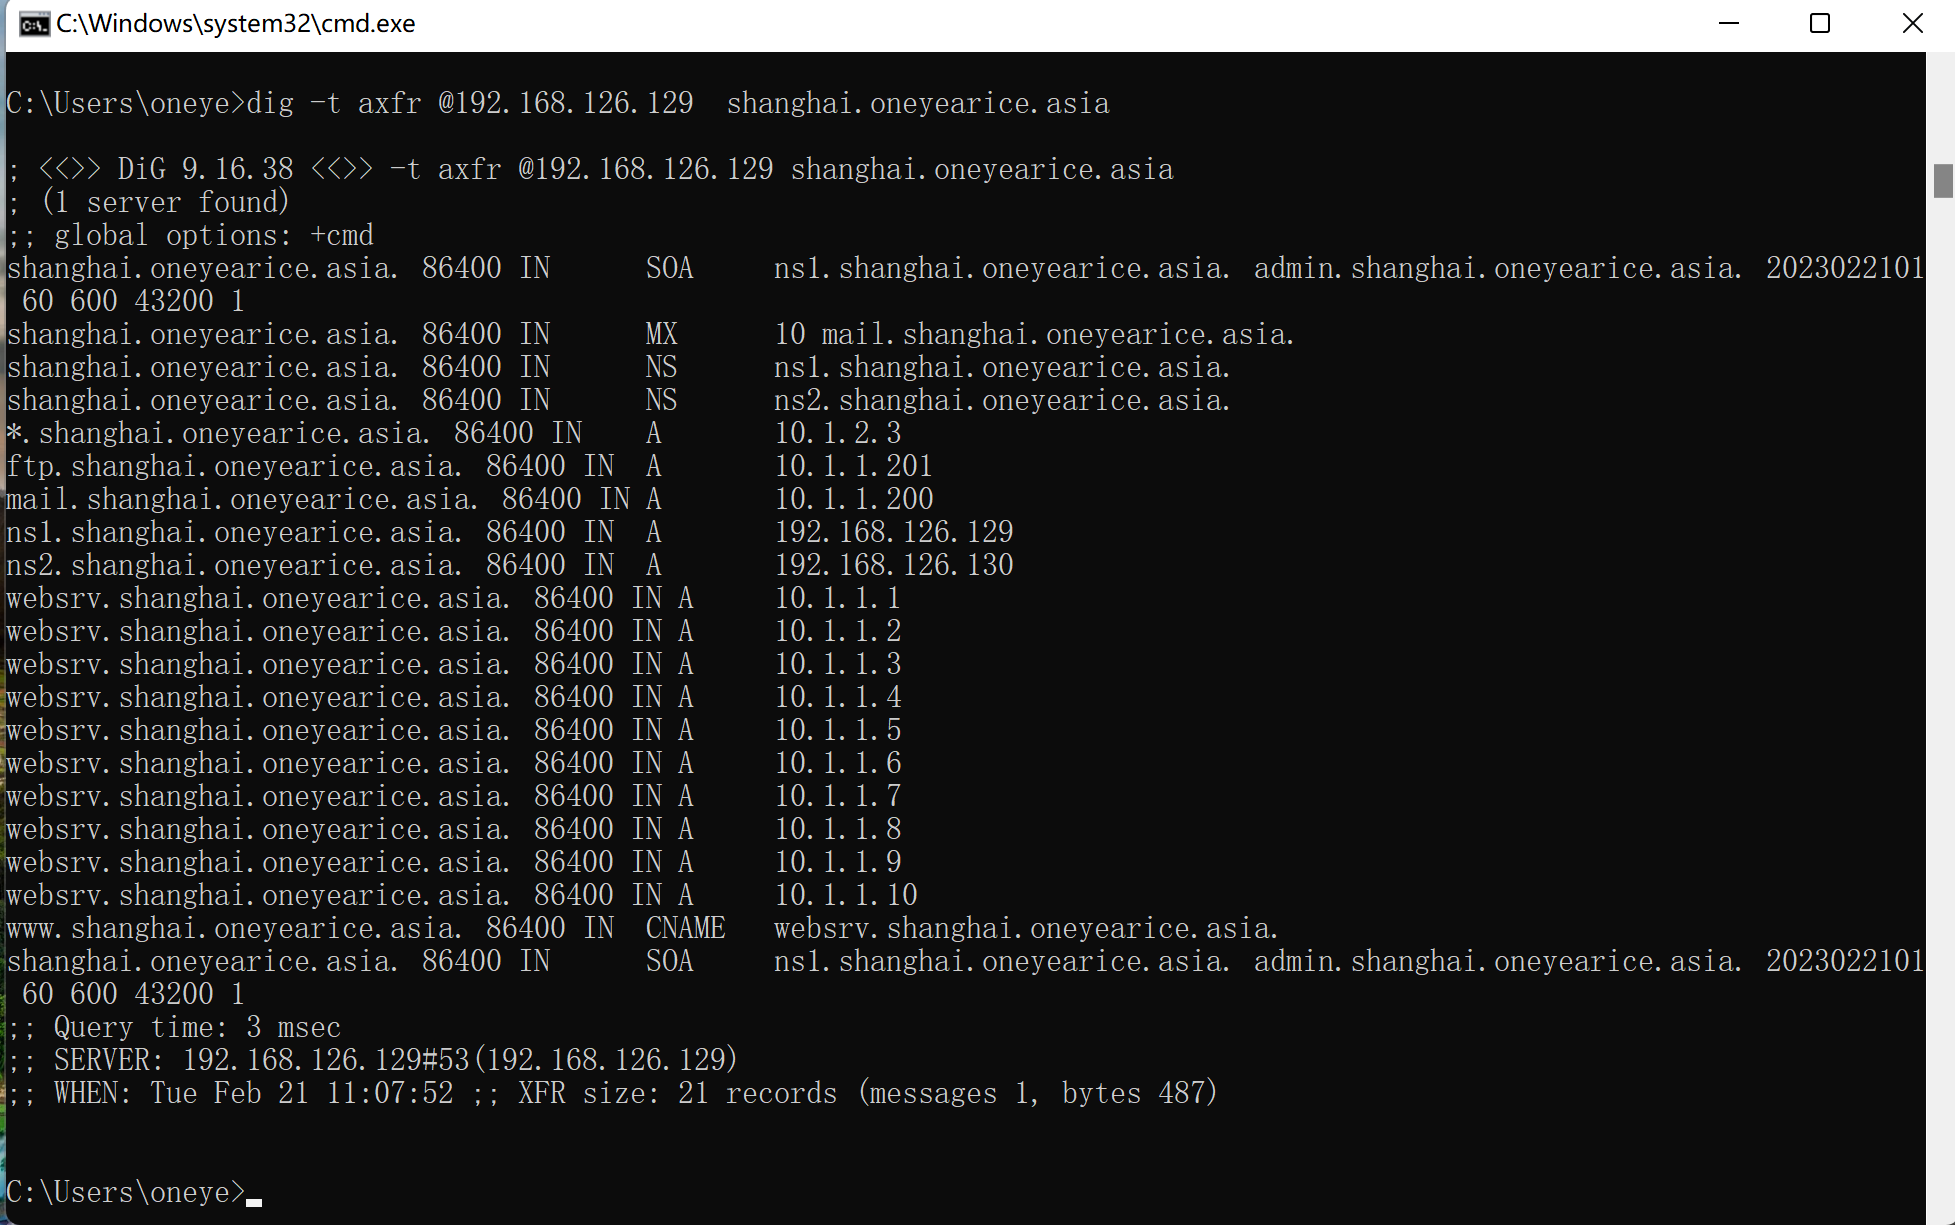 C:\Windows\system32\cmd.exe
C:\Users\oneye>dig -t axfr @192.168.126.129  shanghai.oneyearice.asia
; <<>> DiG 9.16.38 <<>> -t axfr @192.168.126.129 shanghai.oneyearice.asia
; (1 server found)
;; global options: +cmd
shanghai.oneyearice.asia. 86400 IN      SOA     ns1.shanghai.oneyearice.asia. admin.shanghai.oneyearice.asia. 2023022101
 60 600 43200 1
shanghai.oneyearice.asia. 86400 IN      MX      10 mail.shanghai.oneyearice.asia.
shanghai.oneyearice.asia. 86400 IN      NS      ns1.shanghai.oneyearice.asia.
shanghai.oneyearice.asia. 86400 IN      NS      ns2.shanghai.oneyearice.asia.
*.shanghai.oneyearice.asia. 86400 IN    A       10.1.2.3
ftp.shanghai.oneyearice.asia. 86400 IN  A       10.1.1.201
mail.shanghai.oneyearice.asia. 86400 IN A       10.1.1.200
ns1.shanghai.oneyearice.asia. 86400 IN  A       192.168.126.129
ns2.shanghai.oneyearice.asia. 86400 IN  A       192.168.126.130
websrv.shanghai.oneyearice.asia. 86400 IN A     10.1.1.1
websrv.shanghai.oneyearice.asia. 86400 IN A     10.1.1.2
websrv.shanghai.oneyearice.asia. 86400 IN A     10.1.1.3
websrv.shanghai.oneyearice.asia. 86400 IN A     10.1.1.4
websrv.shanghai.oneyearice.asia. 86400 IN A     10.1.1.5
websrv.shanghai.oneyearice.asia. 86400 IN A     10.1.1.6
websrv.shanghai.oneyearice.asia. 86400 IN A     10.1.1.7
websrv.shanghai.oneyearice.asia. 86400 IN A     10.1.1.8
websrv.shanghai.oneyearice.asia. 86400 IN A     10.1.1.9
websrv.shanghai.oneyearice.asia. 86400 IN A     10.1.1.10
www.shanghai.oneyearice.asia. 86400 IN  CNAME   websrv.shanghai.oneyearice.asia.
shanghai.oneyearice.asia. 86400 IN      SOA     ns1.shanghai.oneyearice.asia. admin.shanghai.oneyearice.asia. 2023022101
 60 600 43200 1
;; Query time: 3 msec
;; SERVER: 192.168.126.129#53(192.168.126.129)
;; WHEN: Tue Feb 21 11:07:52 ;; XFR size: 21 records (messages 1, bytes 487)
C:\Users\oneye>